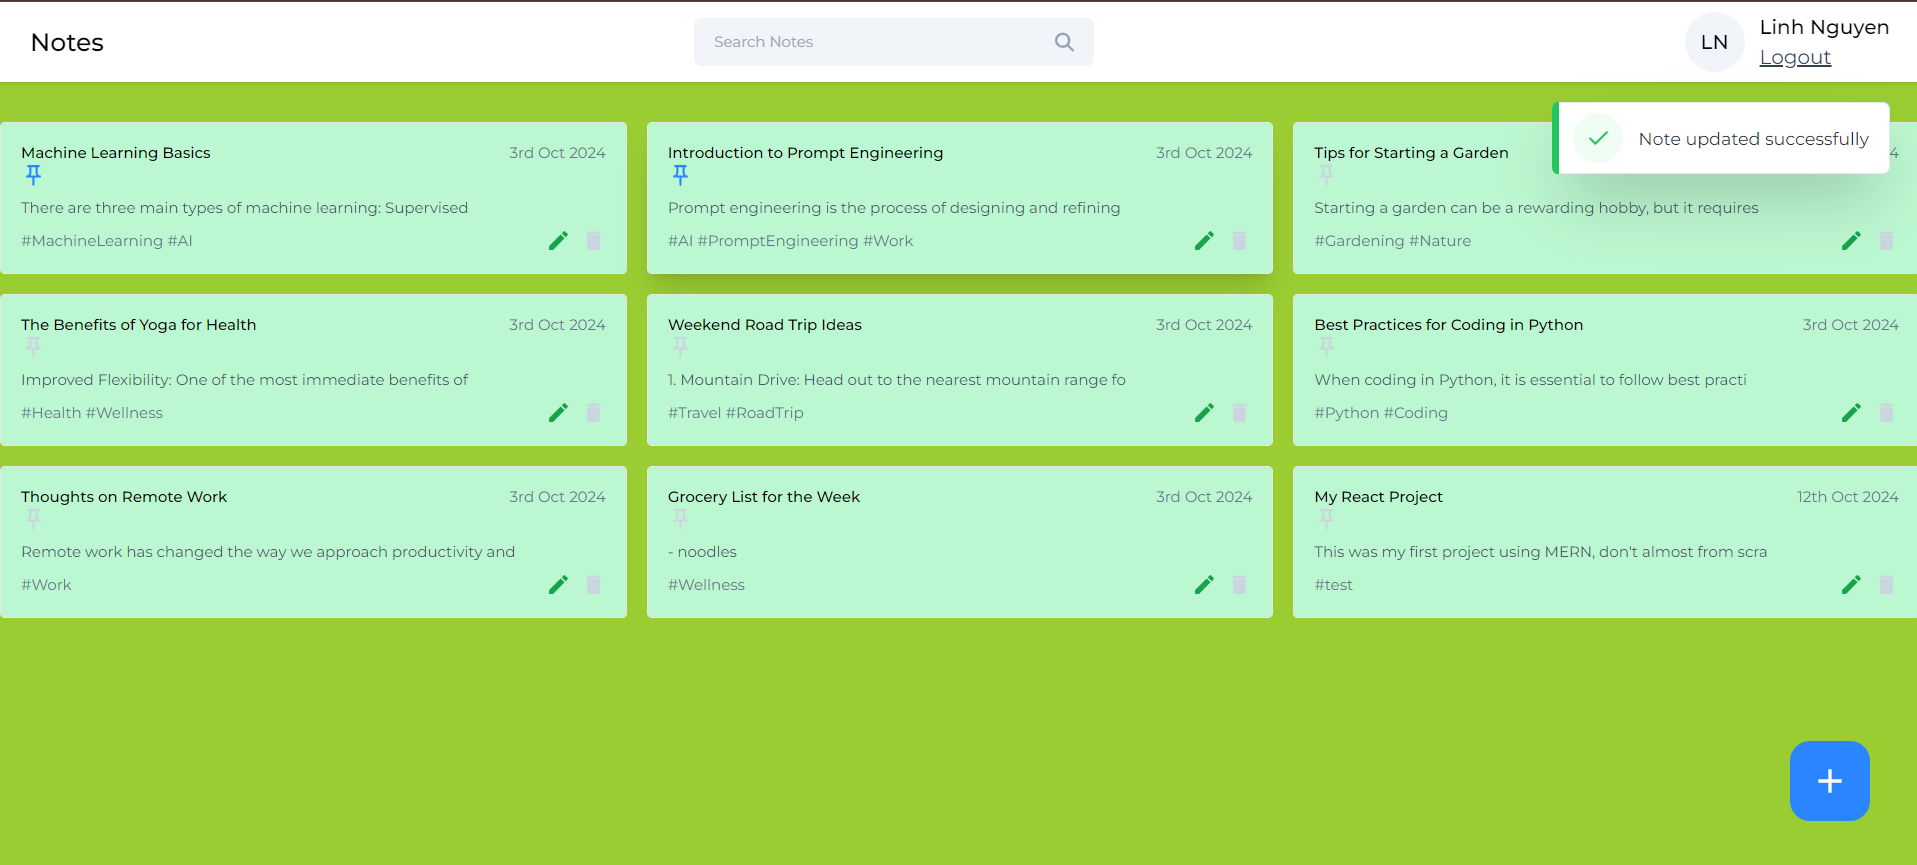 Notes
Search Notes
LN
Linh Nguyen
Logout
Note updated successfully
Machine Learning Basics
3rd Oct 2024
There are three main types of machine learning: Supervised
#MachineLearning #AI
Introduction to Prompt Engineering
3rd Oct 2024
Prompt engineering is the process of designing and refining
#AI #PromptEngineering #Work
Tips for Starting a Garden
4
Starting a garden can be a rewarding hobby, but it requires
#Gardening #Nature
The Benefits of Yoga for Health
3rd Oct 2024
Improved Flexibility: One of the most immediate benefits of
#Health #Wellness
Weekend Road Trip Ideas
3rd Oct 2024
1. Mountain Drive: Head out to the nearest mountain range fo
#Travel #RoadTrip
Best Practices for Coding in Python
3rd Oct 2024
When coding in Python, it is essential to follow best practi
#Python #Coding
Thoughts on Remote Work
3rd Oct 2024
Remote work has changed the way we approach productivity and
#Work
Grocery List for the Week
3rd Oct 2024
- noodles
#Wellness
My React Project
12th Oct 2024
This was my first project using MERN, don't almost from scra
#test